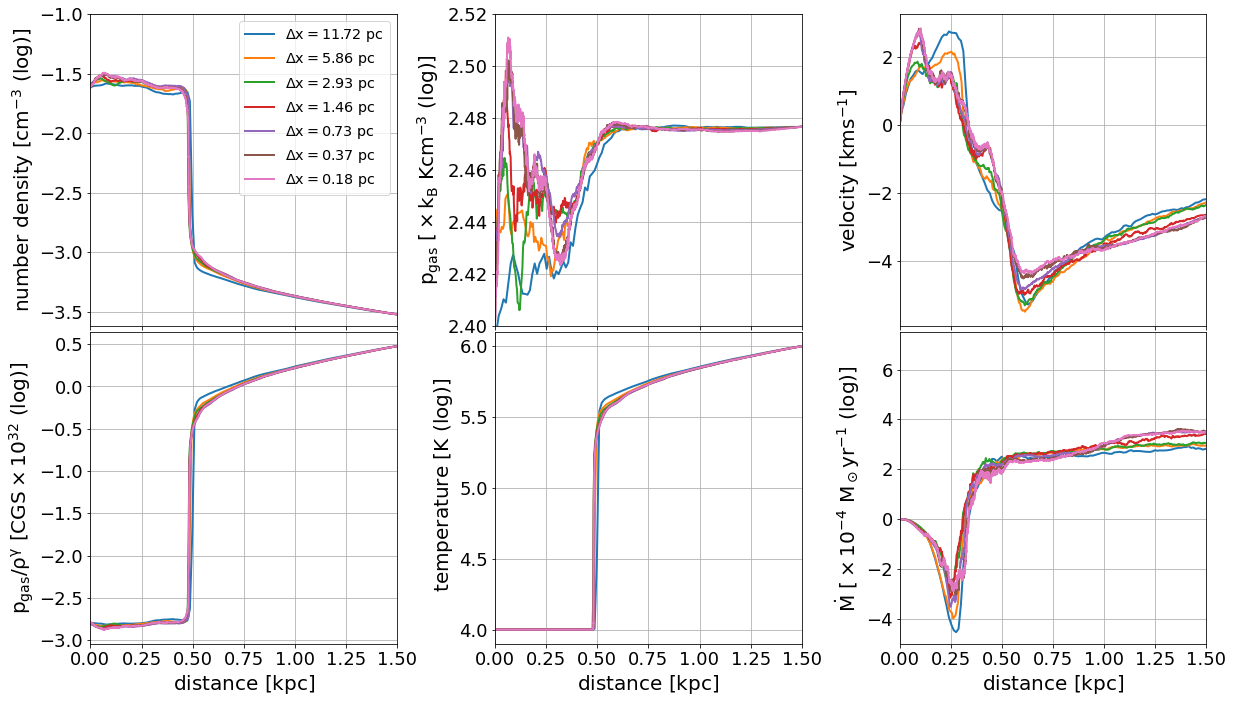 number density [cm⁻³ (log)]
−1.0
−1.5
−2.0
−2.5
−3.0
−3.5
Δx = 11.72 pc
Δx = 5.86 pc
Δx = 2.93 pc
Δx = 1.46 pc
Δx = 0.73 pc
Δx = 0.37 pc
Δx = 0.18 pc
p_gas [ × k_B Kcm⁻³ (log)]
2.52
2.50
2.48
2.46
2.44
2.42
2.40
velocity [kms⁻¹]
2
0
−2
−4
p_gas/ρ^γ [CGS × 10³² (log)]
0.5
0.0
−0.5
−1.0
−1.5
−2.0
−2.5
−3.0
0.00 0.25 0.50 0.75 1.00 1.25 1.50
distance [kpc]
temperature [K (log)]
6.0
5.5
5.0
4.5
4.0
0.00 0.25 0.50 0.75 1.00 1.25 1.50
distance [kpc]
Ṁ [ × 10⁻⁴ M_⊙yr⁻¹ (log)]
6
4
2
0
−2
−4
0.00 0.25 0.50 0.75 1.00 1.25 1.50
distance [kpc]